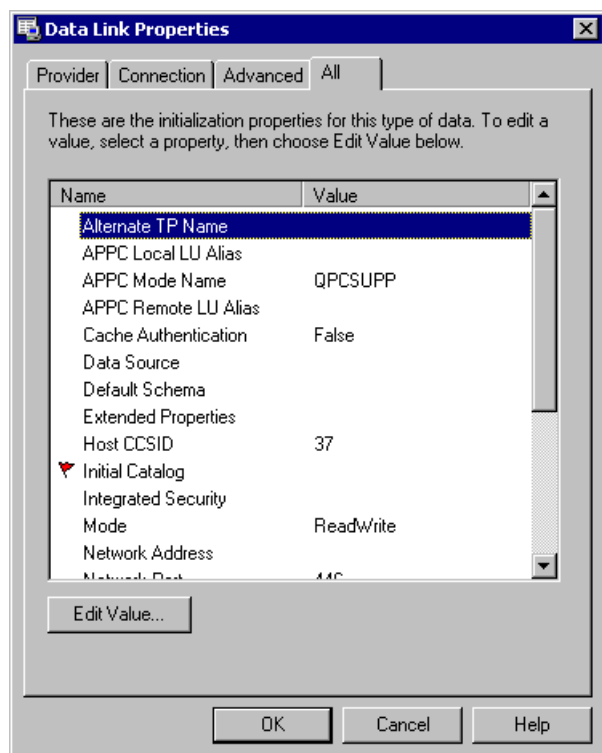 Data Link Properties
Provider Connection Advanced All
These are the initialization properties for this type of data. To edit a
value, select a property, then choose Edit Value below.
Name Value
Alternate TP Name
APPC Local LU Alias
APPC Mode Name QPCSUPP
APPC Remote LU Alias
Cache Authentication False
Data Source
Default Schema
Extended Properties
Host CCSID 37
Initial Catalog
Integrated Security
Mode ReadWrite
Network Address
Network Port 446
Edit Value...
OK Cancel Help